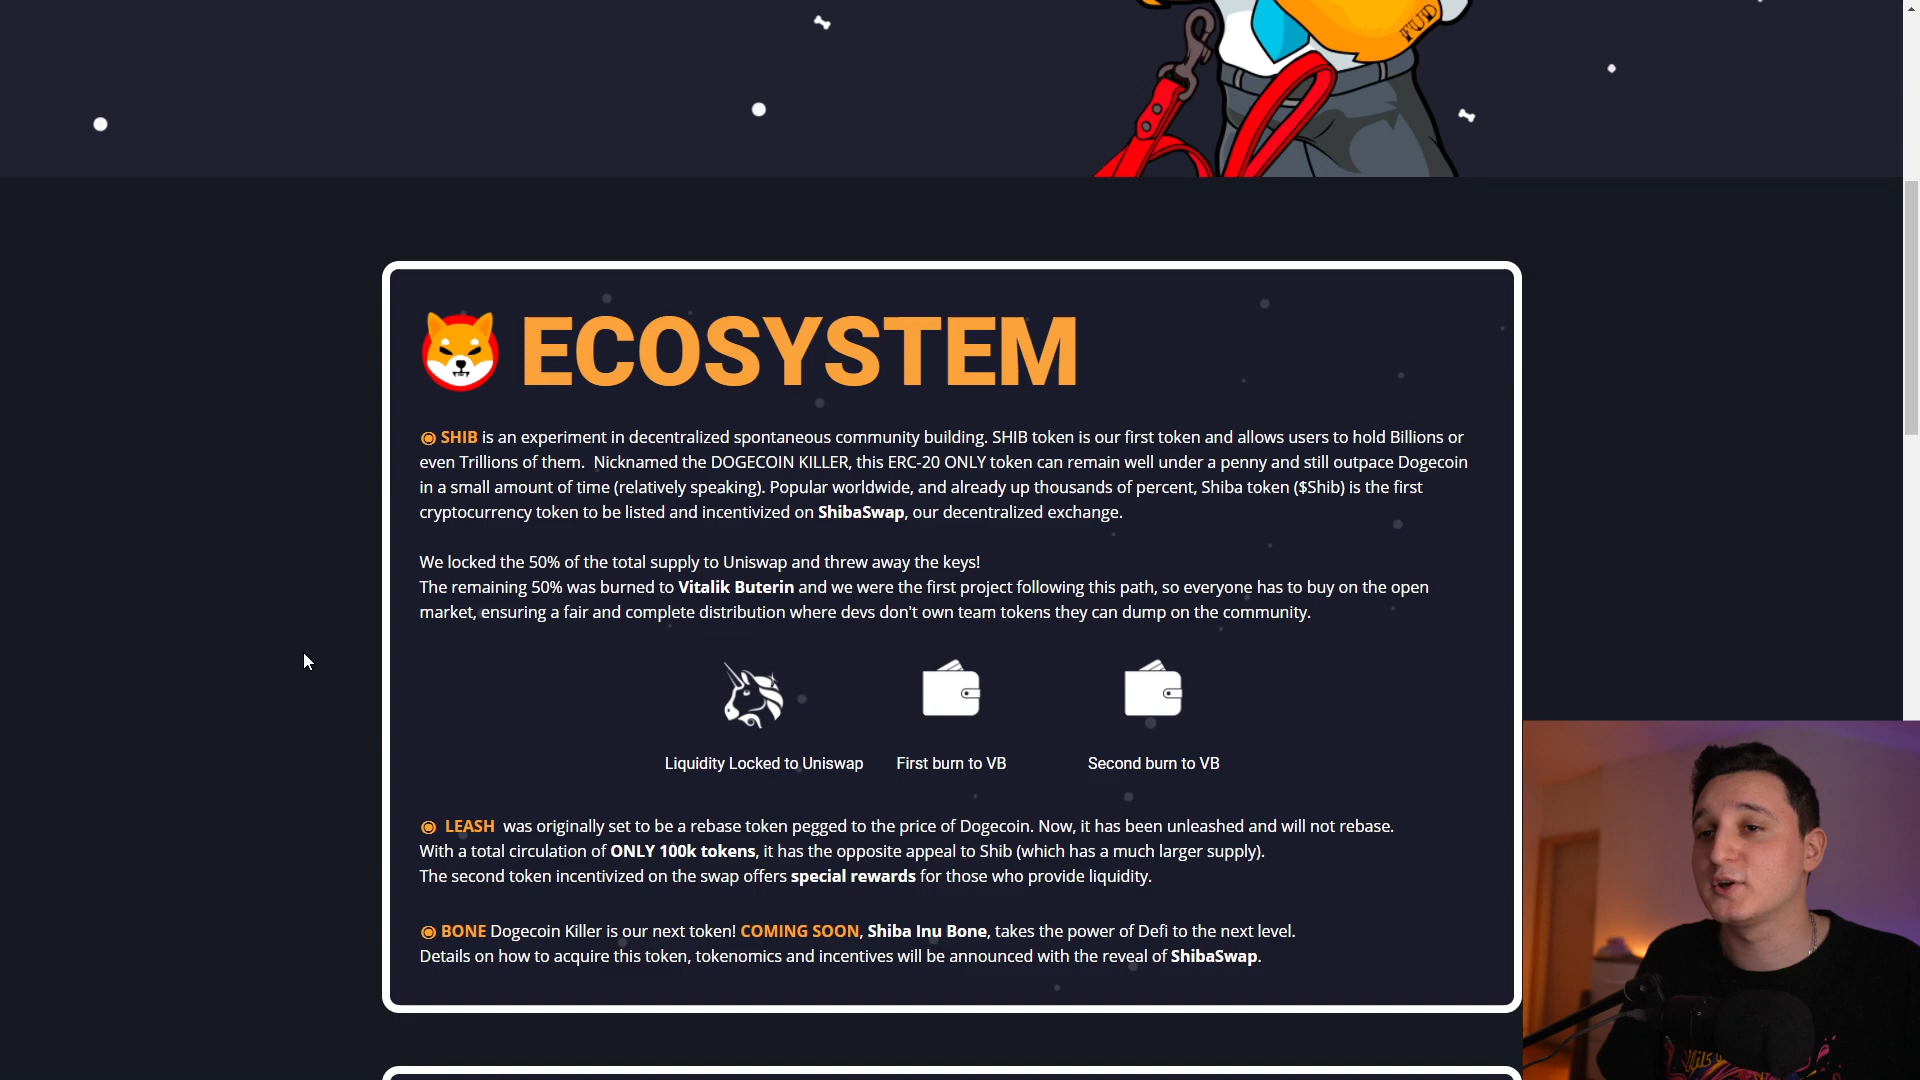 FUD
ECOSYSTEM
SHIB is an experiment in decentralized spontaneous community building. SHIB token is our first token and allows users to hold Billions or
even Trillions of them. Nicknamed the DOGECOIN KILLER, this ERC-20 ONLY token can remain well under a penny and still outpace Dogecoin
in a small amount of time (relatively speaking). Popular worldwide, and already up thousands of percent, Shiba token ($Shib) is the first
cryptocurrency token to be listed and incentivized on ShibaSwap, our decentralized exchange.
We locked the 50% of the total supply to Uniswap and threw away the keys!
The remaining 50% was burned to Vitalik Buterin and we were the first project following this path, so everyone has to buy on the open
market, ensuring a fair and complete distribution where devs don't own team tokens they can dump on the community.
Liquidity Locked to Uniswap First burn to VB Second burn to VB
LEASH was originally set to be a rebase token pegged to the price of Dogecoin. Now, it has been unleashed and will not rebase.
With a total circulation of ONLY 100k tokens, it has the opposite appeal to Shib (which has a much larger supply).
The second token incentivized on the swap offers special rewards for those who provide liquidity.
BONE Dogecoin Killer is our next token! COMING SOON, Shiba Inu Bone, takes the power of Defi to the next level.
Details on how to acquire this token, tokenomics and incentives will be announced with the reveal of ShibaSwap.